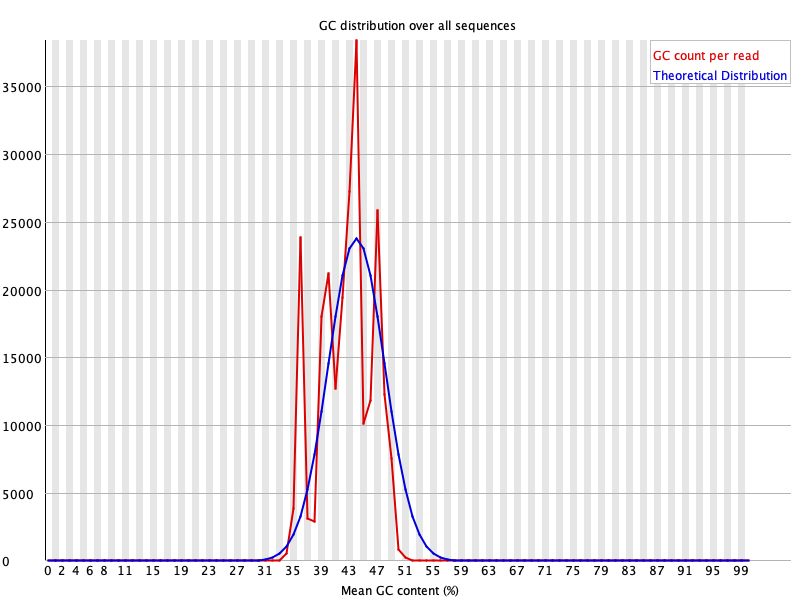 GC distribution over all sequences
GC count per read
Theoretical Distribution
35000
30000
25000
20000
15000
10000
5000
0
0 2 4 6 8 11 15 19 23 27 31 35 39 43 47 51 55 59 63 67 71 75 79 83 87 91 95 99
Mean GC content (%)